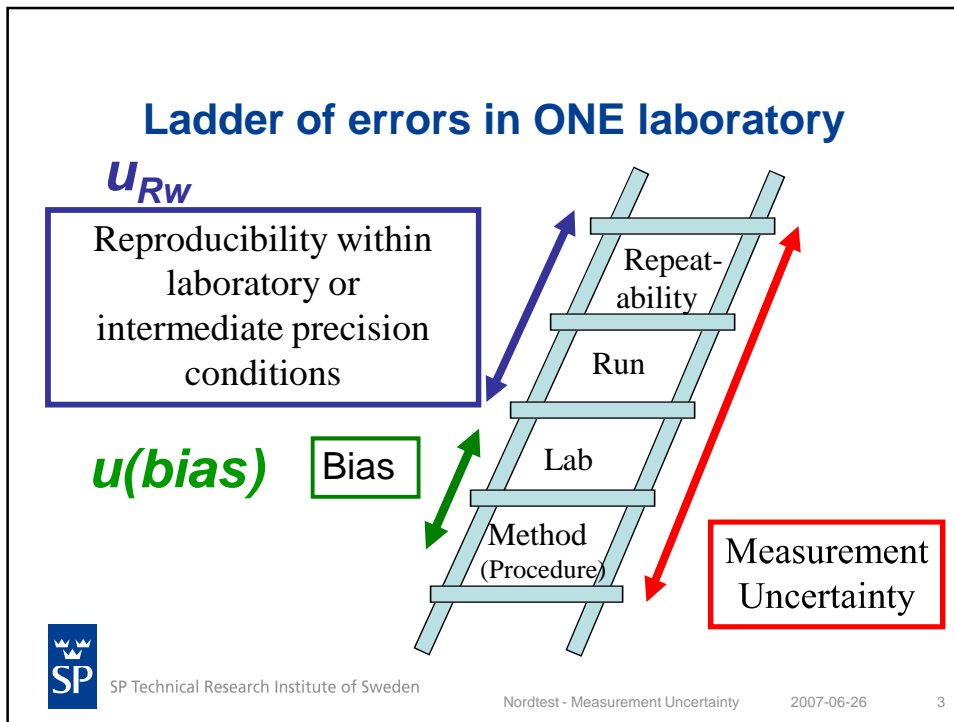 Ladder of errors in ONE laboratory
uRw
Reproducibility within
laboratory or
intermediate precision
conditions
u(bias)
Bias
Repeat-
ability
Run
Lab
Method
(Procedure)
Measurement
Uncertainty
SP
SP Technical Research Institute of Sweden
Nordtest - Measurement Uncertainty
2007-06-26
3